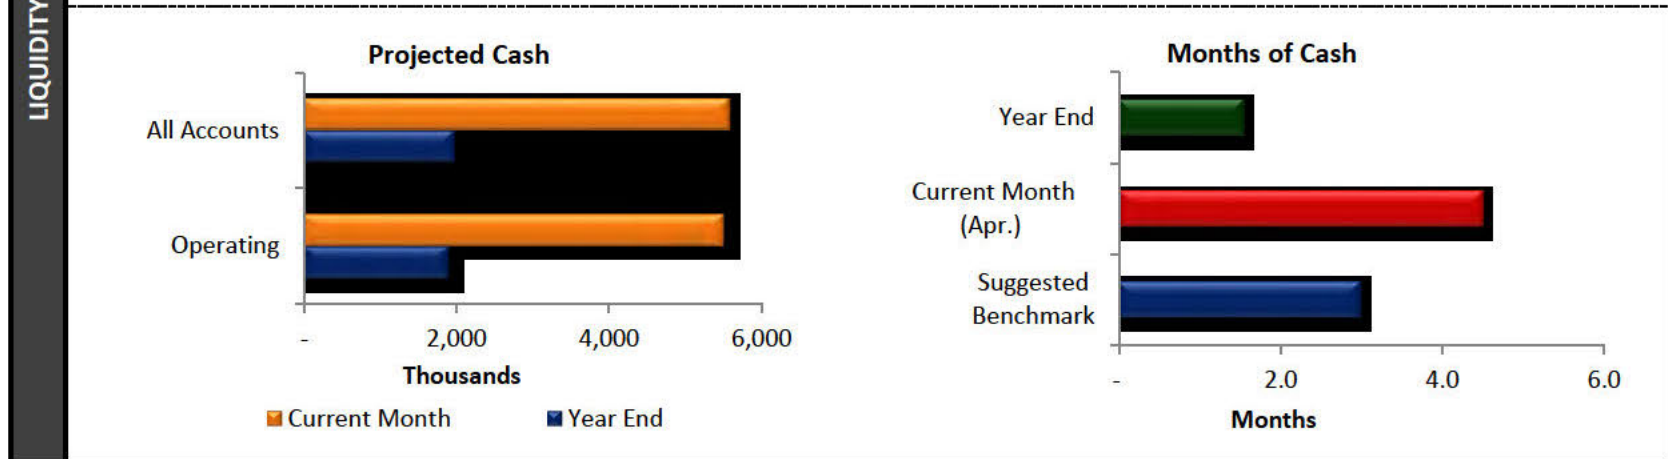 LIQUIDITY
Projected Cash
All Accounts
Operating
-
2,000
4,000
6,000
Thousands
Current Month
Year End
Months of Cash
Year End
Current Month
(Apr.)
Suggested
Benchmark
-
2.0
4.0
6.0
Months